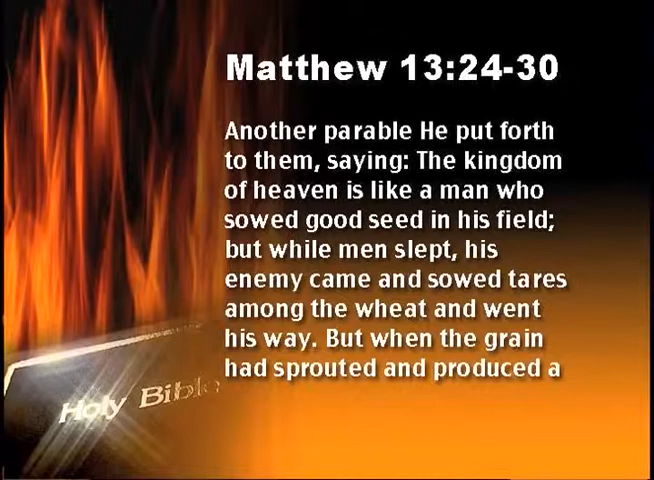 Matthew 13:24-30
Another parable He put forth
to them, saying: The kingdom
of heaven is like a man who
sowed good seed in his field;
but while men slept, his
enemy came and sowed tares
among the wheat and went
his way. But when the grain
had sprouted and produced a
Holy Bible